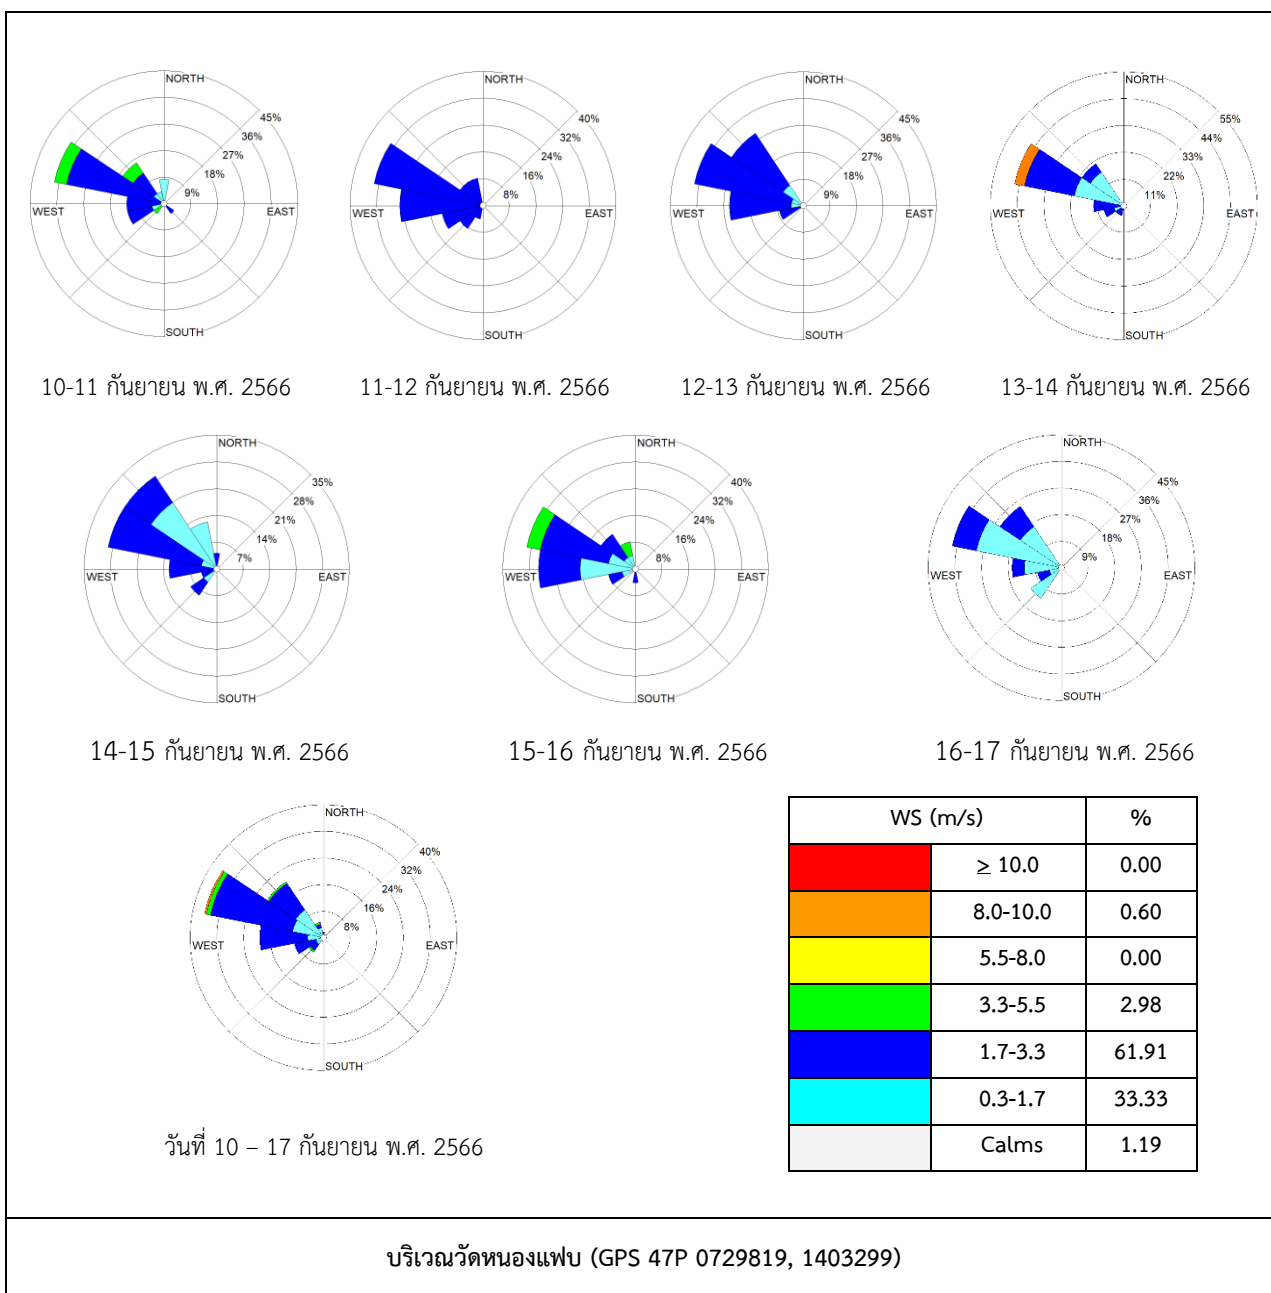 NORTH
45%
36%
27%
18%
9%
WEST
EAST
SOUTH
10-11 กันยายน พ.ศ. 2566
NORTH
40%
32%
24%
16%
8%
WEST
EAST
SOUTH
11-12 กันยายน พ.ศ. 2566
NORTH
45%
36%
27%
18%
9%
WEST
EAST
SOUTH
12-13 กันยายน พ.ศ. 2566
NORTH
55%
44%
33%
22%
11%
WEST
EAST
SOUTH
13-14 กันยายน พ.ศ. 2566
NORTH
35%
28%
21%
14%
7%
WEST
EAST
SOUTH
14-15 กันยายน พ.ศ. 2566
NORTH
40%
32%
24%
16%
8%
WEST
EAST
SOUTH
15-16 กันยายน พ.ศ. 2566
NORTH
45%
36%
27%
18%
9%
WEST
EAST
SOUTH
16-17 กันยายน พ.ศ. 2566
NORTH
40%
32%
24%
16%
8%
WEST
EAST
SOUTH
วันที่ 10 – 17 กันยายน พ.ศ. 2566
WS (m/s) %
≥ 10.0 0.00
8.0-10.0 0.60
5.5-8.0 0.00
3.3-5.5 2.98
1.7-3.3 61.91
0.3-1.7 33.33
Calms 1.19
บริเวณวัดหนองแฟบ (GPS 47P 0729819, 1403299)